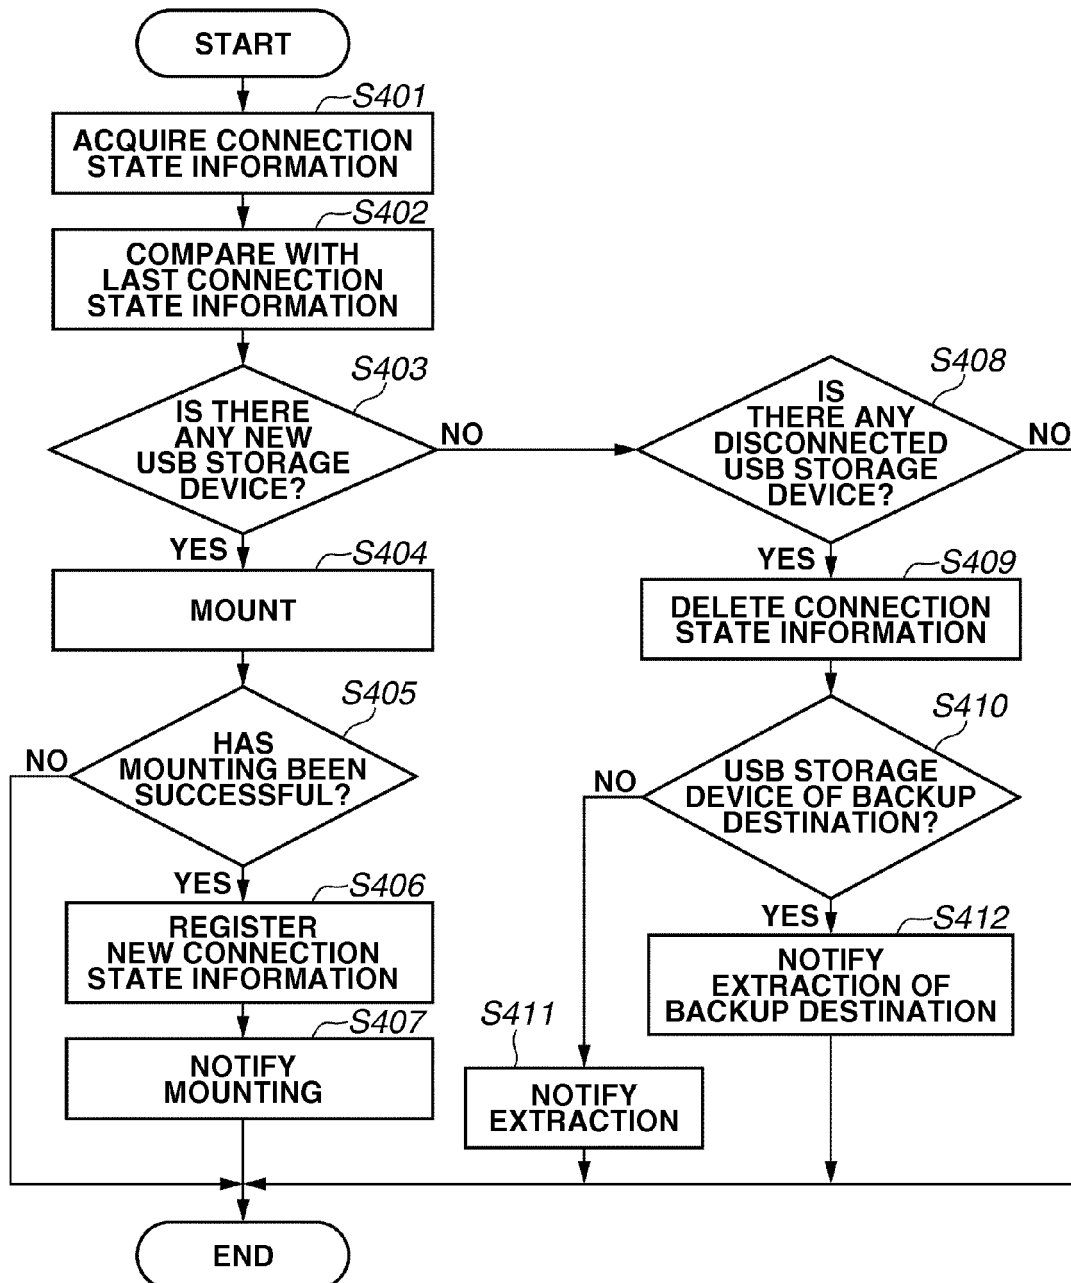 START
S401
ACQUIRE CONNECTION
STATE INFORMATION
S402
COMPARE WITH
LAST CONNECTION
STATE INFORMATION
S403
IS THERE
ANY NEW
USB STORAGE
DEVICE?
NO
YES
S404
MOUNT
S405
HAS
MOUNTING BEEN
SUCCESSFUL?
NO
YES
S406
REGISTER
NEW CONNECTION
STATE INFORMATION
S407
NOTIFY
MOUNTING
S408
IS
THERE ANY
DISCONNECTED
USB STORAGE
DEVICE?
NO
YES
S409
DELETE CONNECTION
STATE INFORMATION
S410
USB STORAGE
DEVICE OF BACKUP
DESTINATION?
NO
YES
S411
NOTIFY
EXTRACTION
S412
NOTIFY
EXTRACTION OF
BACKUP DESTINATION
END